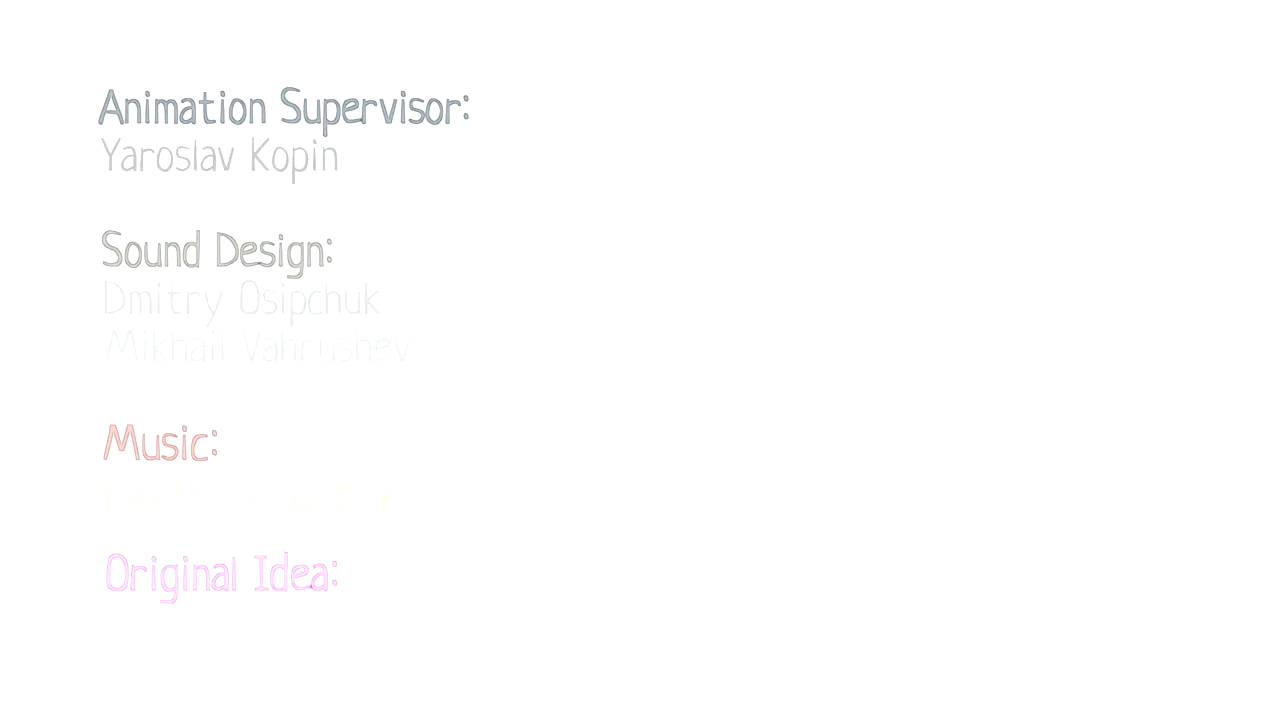 Animation Supervisor:
Yaroslav Kopin
Sound Design:
Dmitry Osipchuk
Mikhail Vahrushev
Music:
Original Idea: